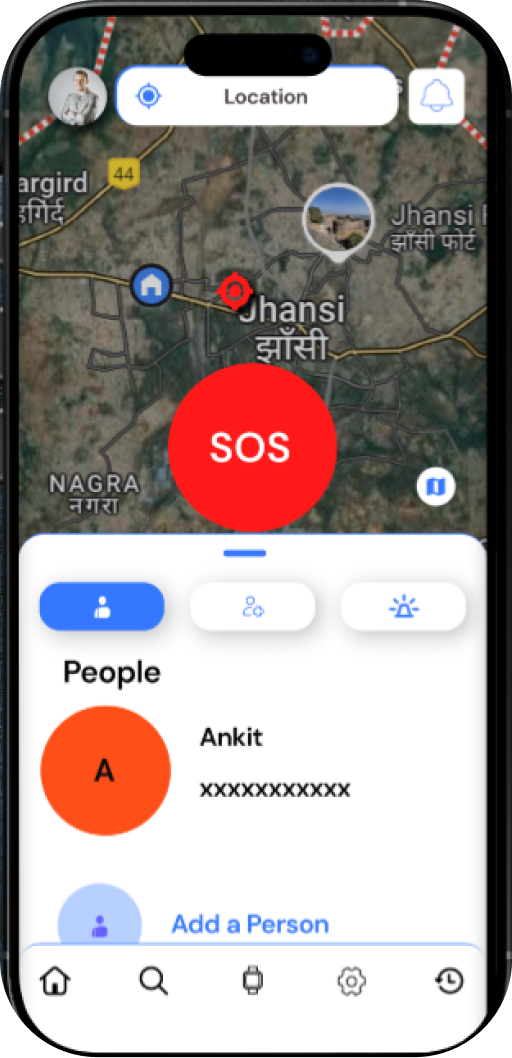 Location
44
argird
Jhansi F
झाँसी फोर्ट
Jhansi
झाँसी
SOS
NAGRA
नगरा
People
A
Ankit
xxxxxxxxxxx
Add a Person